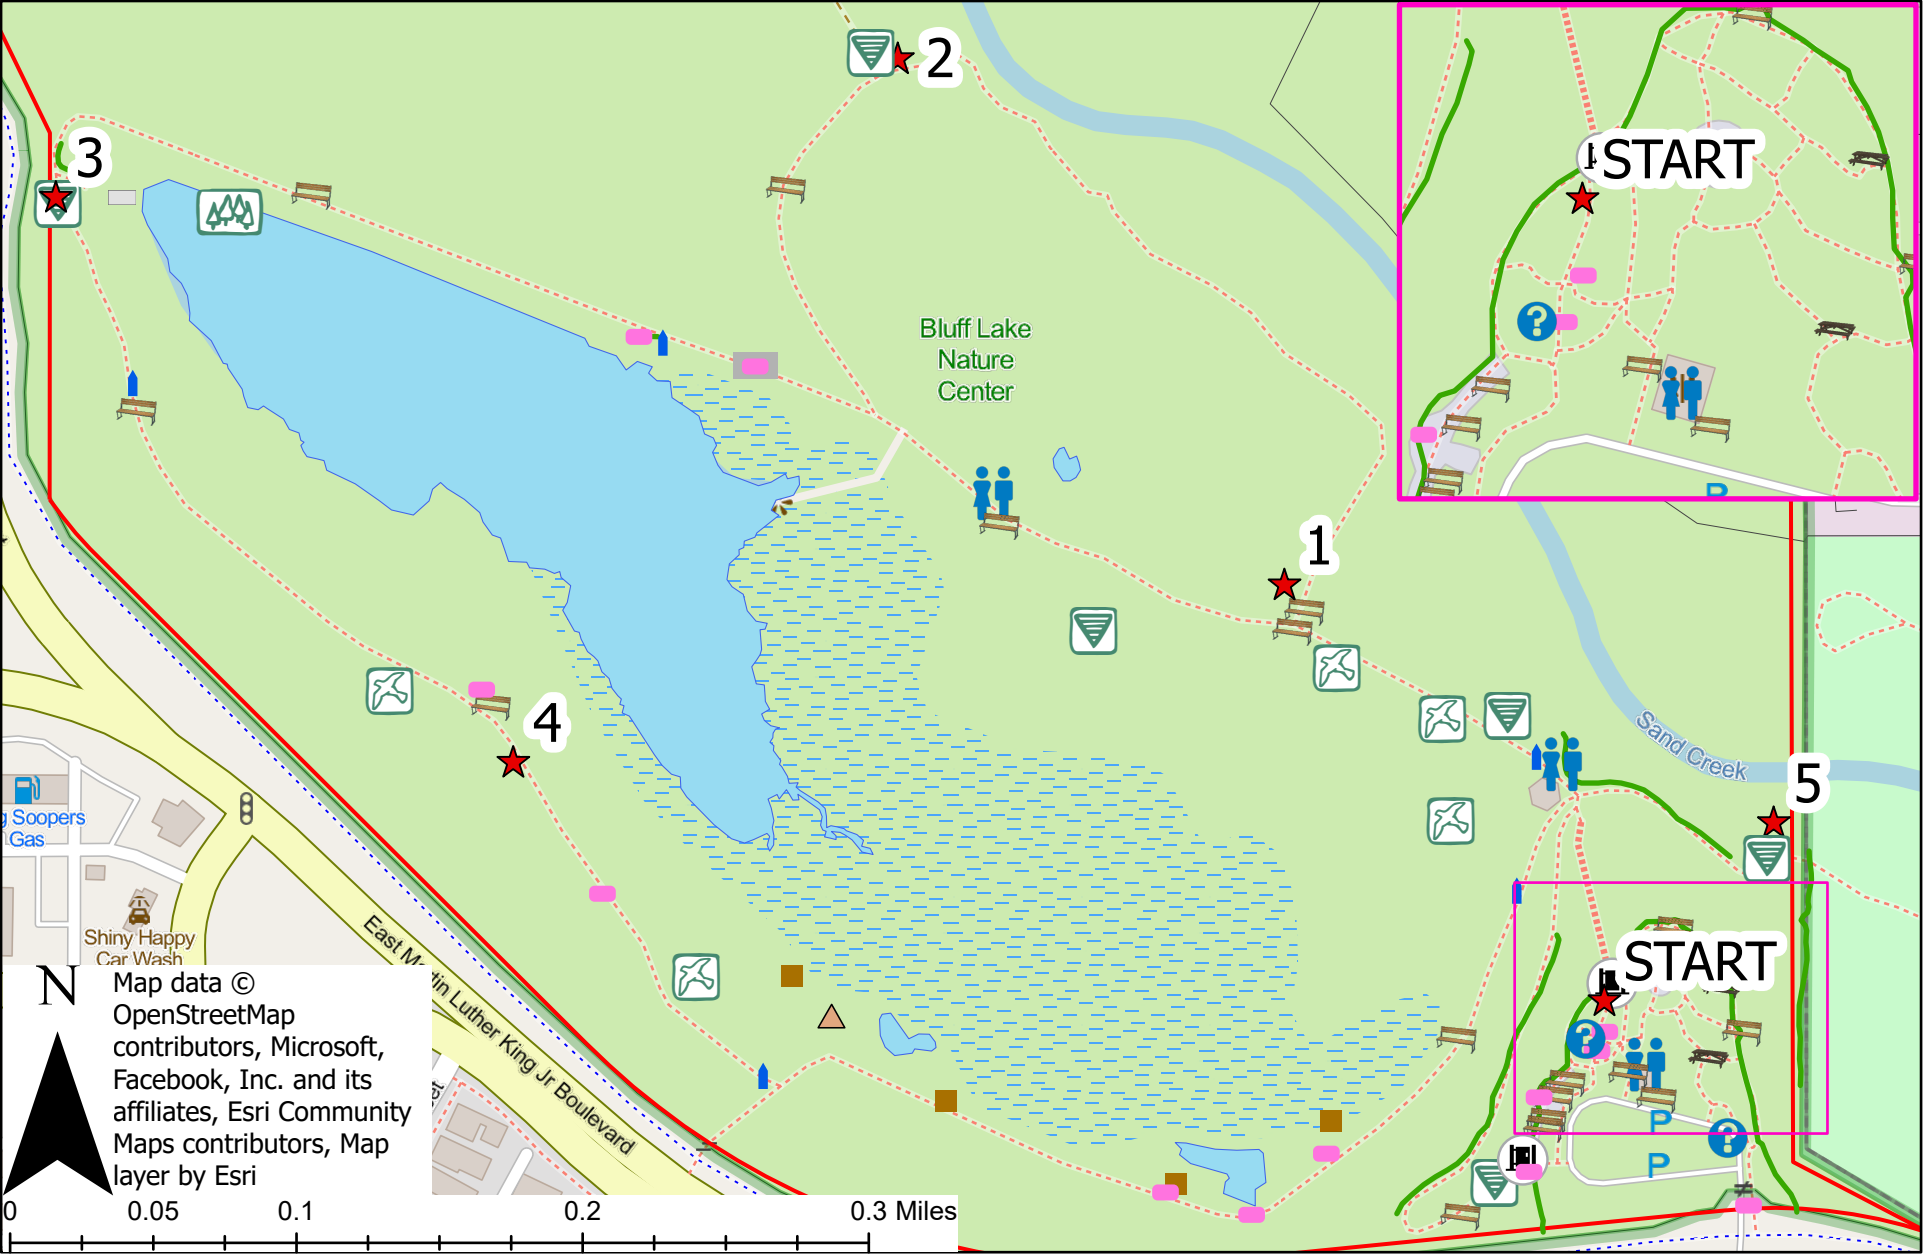 2
START
3
Bluff Lake
Nature
Center
P
1
4
Sand Creek
5
g Soopers
Gas
Shiny Happy
Car Wash
East Martin Luther King Jr Boulevard
START
P
P
N
Map data ©
OpenStreetMap
contributors, Microsoft,
Facebook, Inc. and its
affiliates, Esri Community
Maps contributors, Map
layer by Esri
0 0.05 0.1 0.2 0.3 Miles